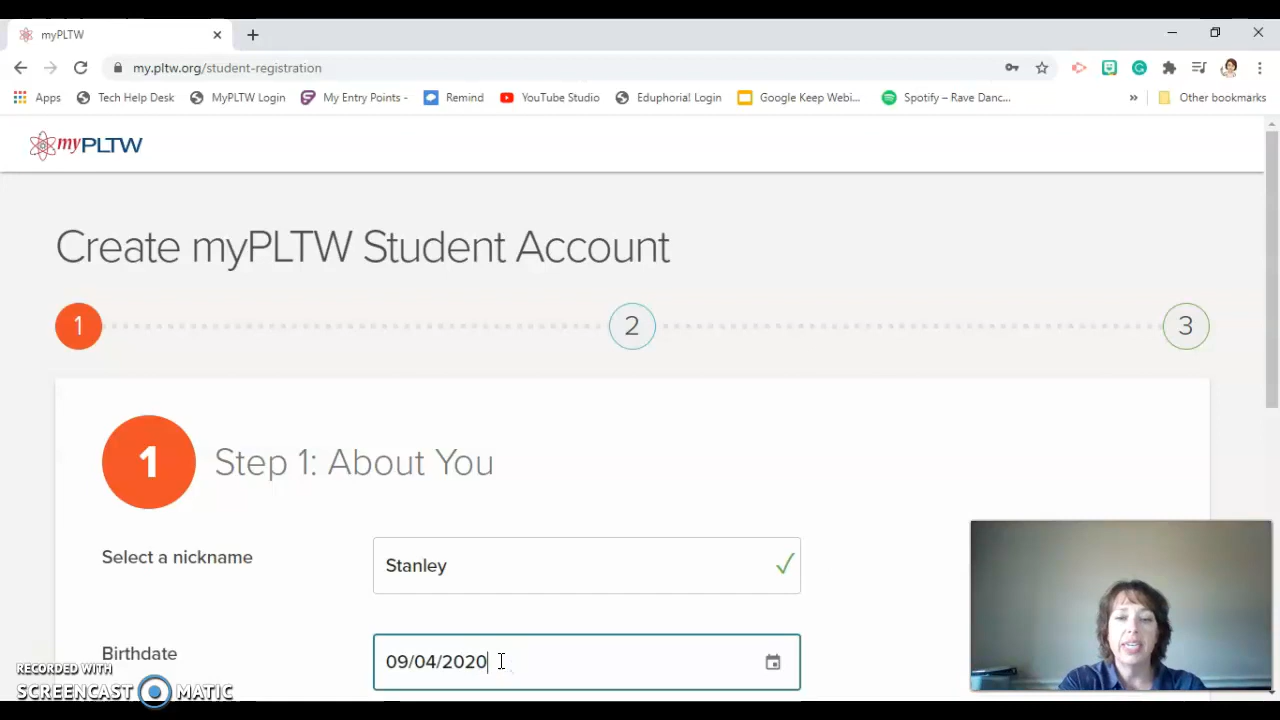 myPLTW
my.pltw.org/student-registration
Apps Tech Help Desk MyPLTW Login My Entry Points - Remind YouTube Studio Eduphoria! Login Google Keep Webi... Spotify – Rave Danc... » Other bookmarks
myPLTW
Create myPLTW Student Account
1 2 3
1 Step 1: About You
Select a nickname Stanley
Birthdate 09/04/2020
RECORDED WITH
SCREENCAST MATIC